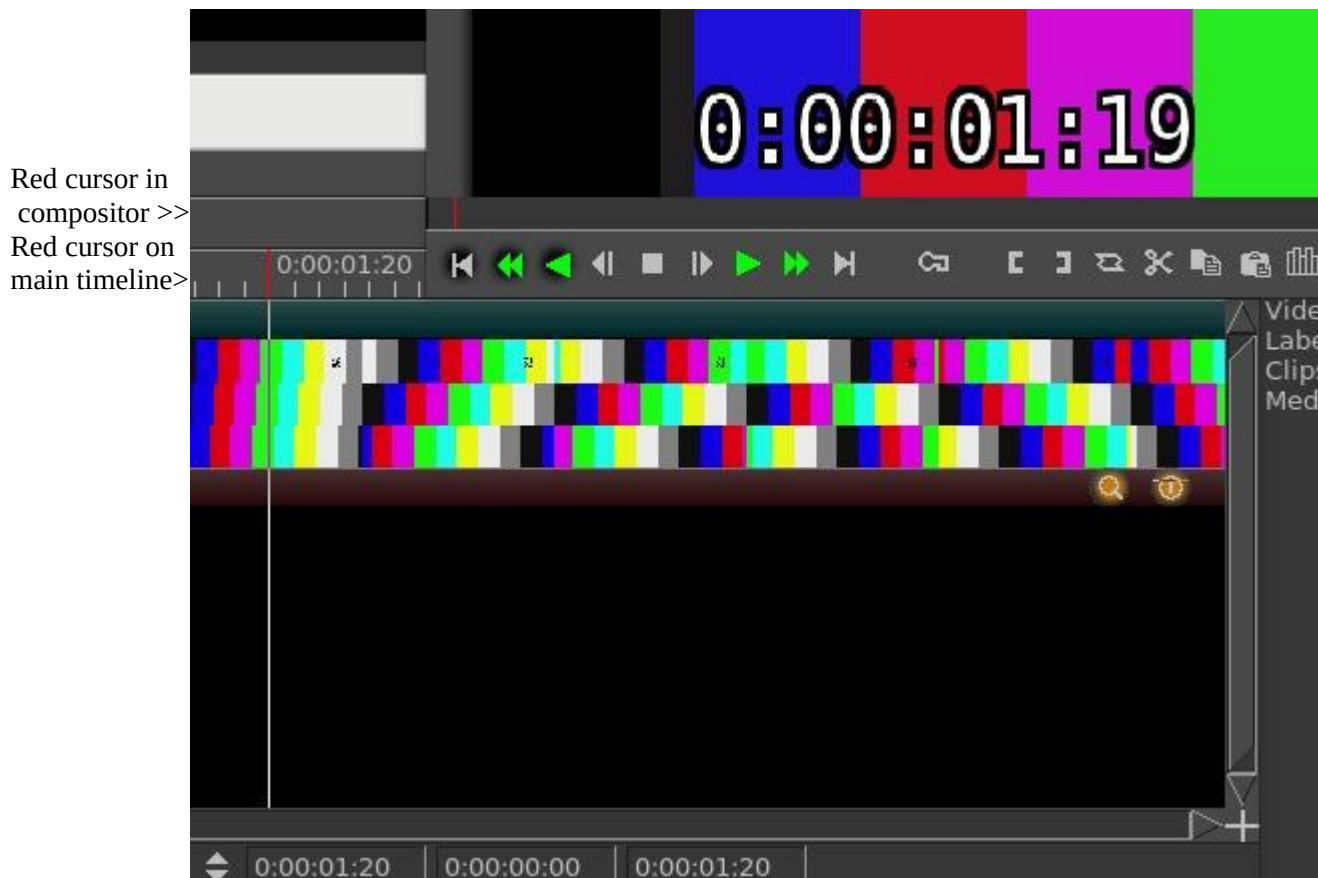 0:00:01:19
Red cursor in
compositor >>
Red cursor on
main timeline>
0:00:01:20
Vide
Labe
Clips
Med
0:00:01:20
0:00:00:00
0:00:01:20